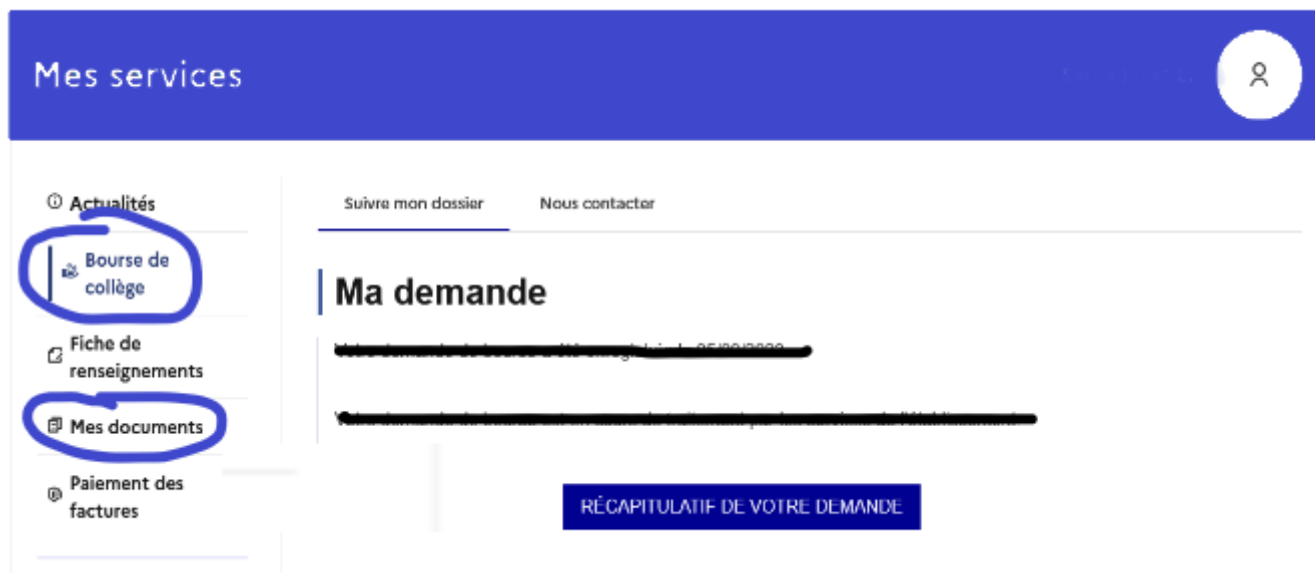 Mes services
Actualités
Bourse de
collège
Fiche de
renseignements
Mes documents
Paiement des
factures
Suivre mon dossier
Nous contacter
Ma demande
RÉCAPITULATIF DE VOTRE DEMANDE